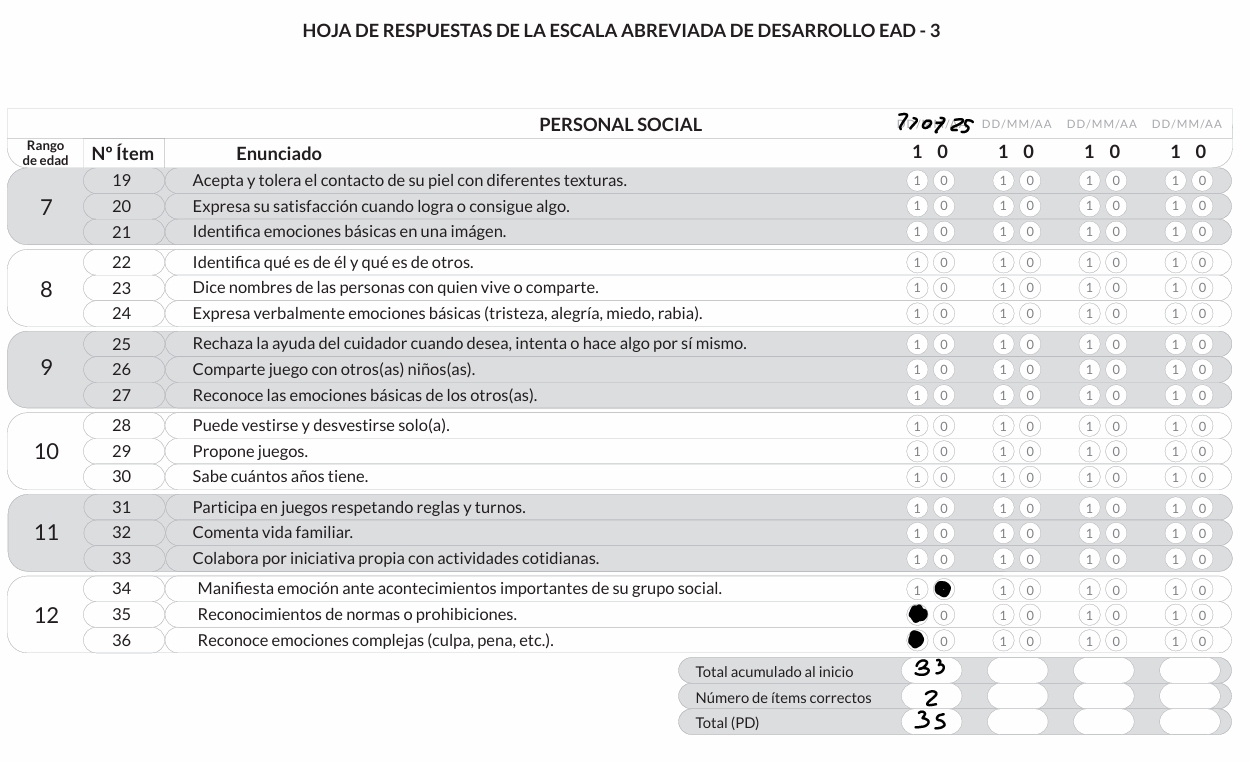 HOJA DE RESPUESTAS DE LA ESCALA ABREVIADA DE DESARROLLO EAD - 3
PERSONAL SOCIAL DD/MM/AA DD/MM/AA DD/MM/AA
Rango de edad Nº Ítem Enunciado 1 0 1 0 1 0 1 0
7
19 Acepta y tolera el contacto de su piel con diferentes texturas. 1 0 1 0 1 0 1 0
20 Expresa su satisfacción cuando logra o consigue algo. 1 0 1 0 1 0 1 0
21 Identifica emociones básicas en una imágen. 1 0 1 0 1 0 1 0
8
22 Identifica qué es de él y qué es de otros. 1 0 1 0 1 0 1 0
23 Dice nombres de las personas con quien vive o comparte. 1 0 1 0 1 0 1 0
24 Expresa verbalmente emociones básicas (tristeza, alegría, miedo, rabia). 1 0 1 0 1 0 1 0
9
25 Rechaza la ayuda del cuidador cuando desea, intenta o hace algo por sí mismo. 1 0 1 0 1 0 1 0
26 Comparte juego con otros(as) niños(as). 1 0 1 0 1 0 1 0
27 Reconoce las emociones básicas de los otros(as). 1 0 1 0 1 0 1 0
10
28 Puede vestirse y desvestirse solo(a). 1 0 1 0 1 0 1 0
29 Propone juegos. 1 0 1 0 1 0 1 0
30 Sabe cuántos años tiene. 1 0 1 0 1 0 1 0
11
31 Participa en juegos respetando reglas y turnos. 1 0 1 0 1 0 1 0
32 Comenta vida familiar. 1 0 1 0 1 0 1 0
33 Colabora por iniciativa propia con actividades cotidianas. 1 0 1 0 1 0 1 0
12
34 Manifiesta emoción ante acontecimientos importantes de su grupo social. 1 1 0 1 0 1 0
35 Reconocimientos de normas o prohibiciones. 0 1 0 1 0 1 0
36 Reconoce emociones complejas (culpa, pena, etc.). 0 1 0 1 0 1 0
Total acumulado al inicio 33
Número de ítems correctos 2
Total (PD) 35